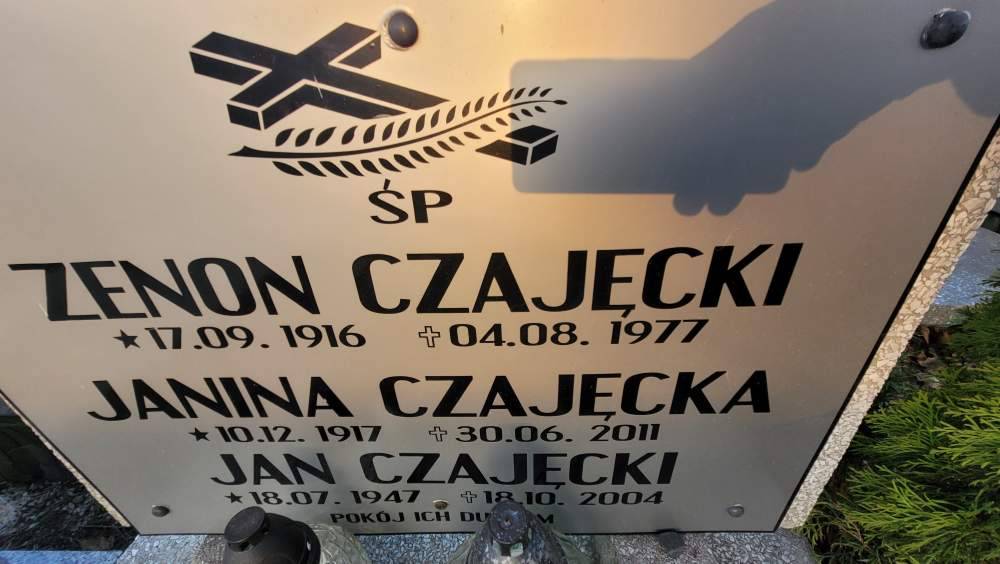 ŚP
ZENON CZAJĘCKI
★17.09. 1916 ✝04.08. 1977
JANINA CZAJĘCKA
★10.12. 1917 ✝30.06. 2011
JAN CZAJĘCKI
★18.07. 1947 ✝18.10. 2004
POKÓJ ICH